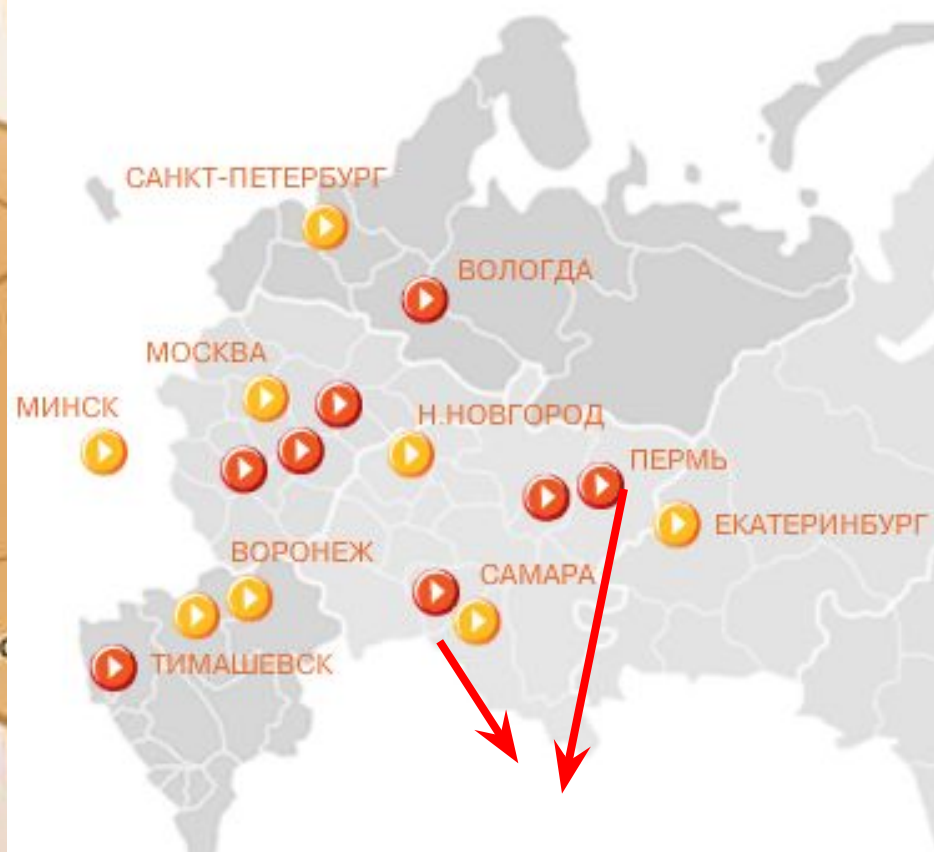 САНКТ-ПЕТЕРБУРГ
ВОЛОГДА
МОСКВА
МИНСК
Н.НОВГОРОД
ПЕРМЬ
ЕКАТЕРИНБУРГ
ВОРОНЕЖ
САМАРА
ТИМАШЕВСК